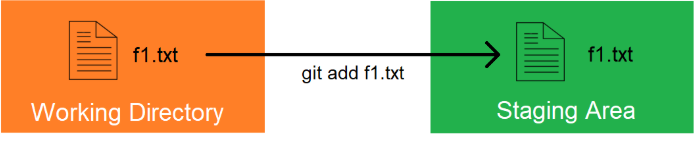 f1.txt
Working Directory
git add f1.txt
f1.txt
Staging Area